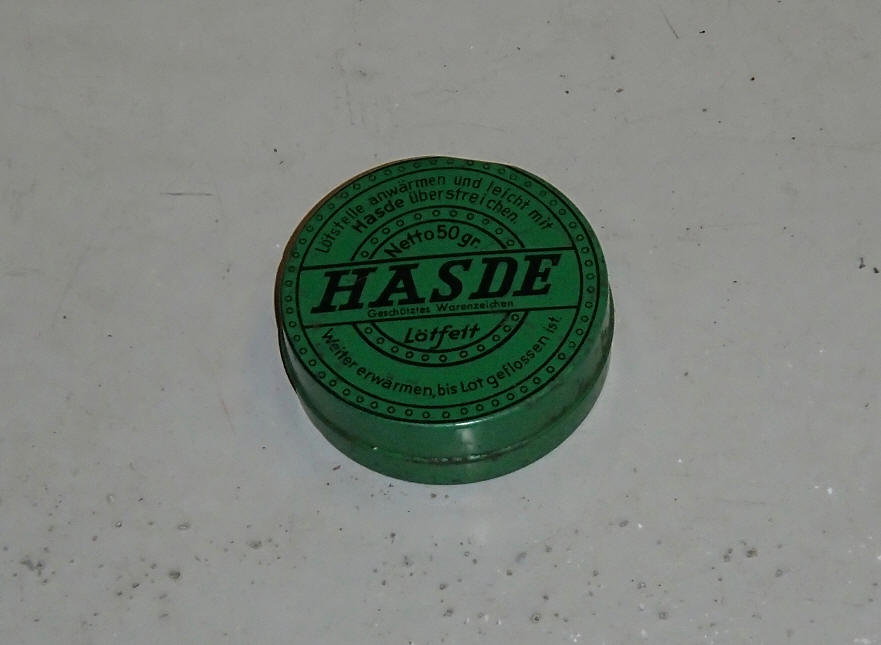 Lötstelle anwärmen und leicht mit
Hasde überstreichen.
Netto 50 gr.
HASDE
Geschütztes Warenzeichen
Lötfett
Weiter erwärmen, bis Lot geflossen ist.